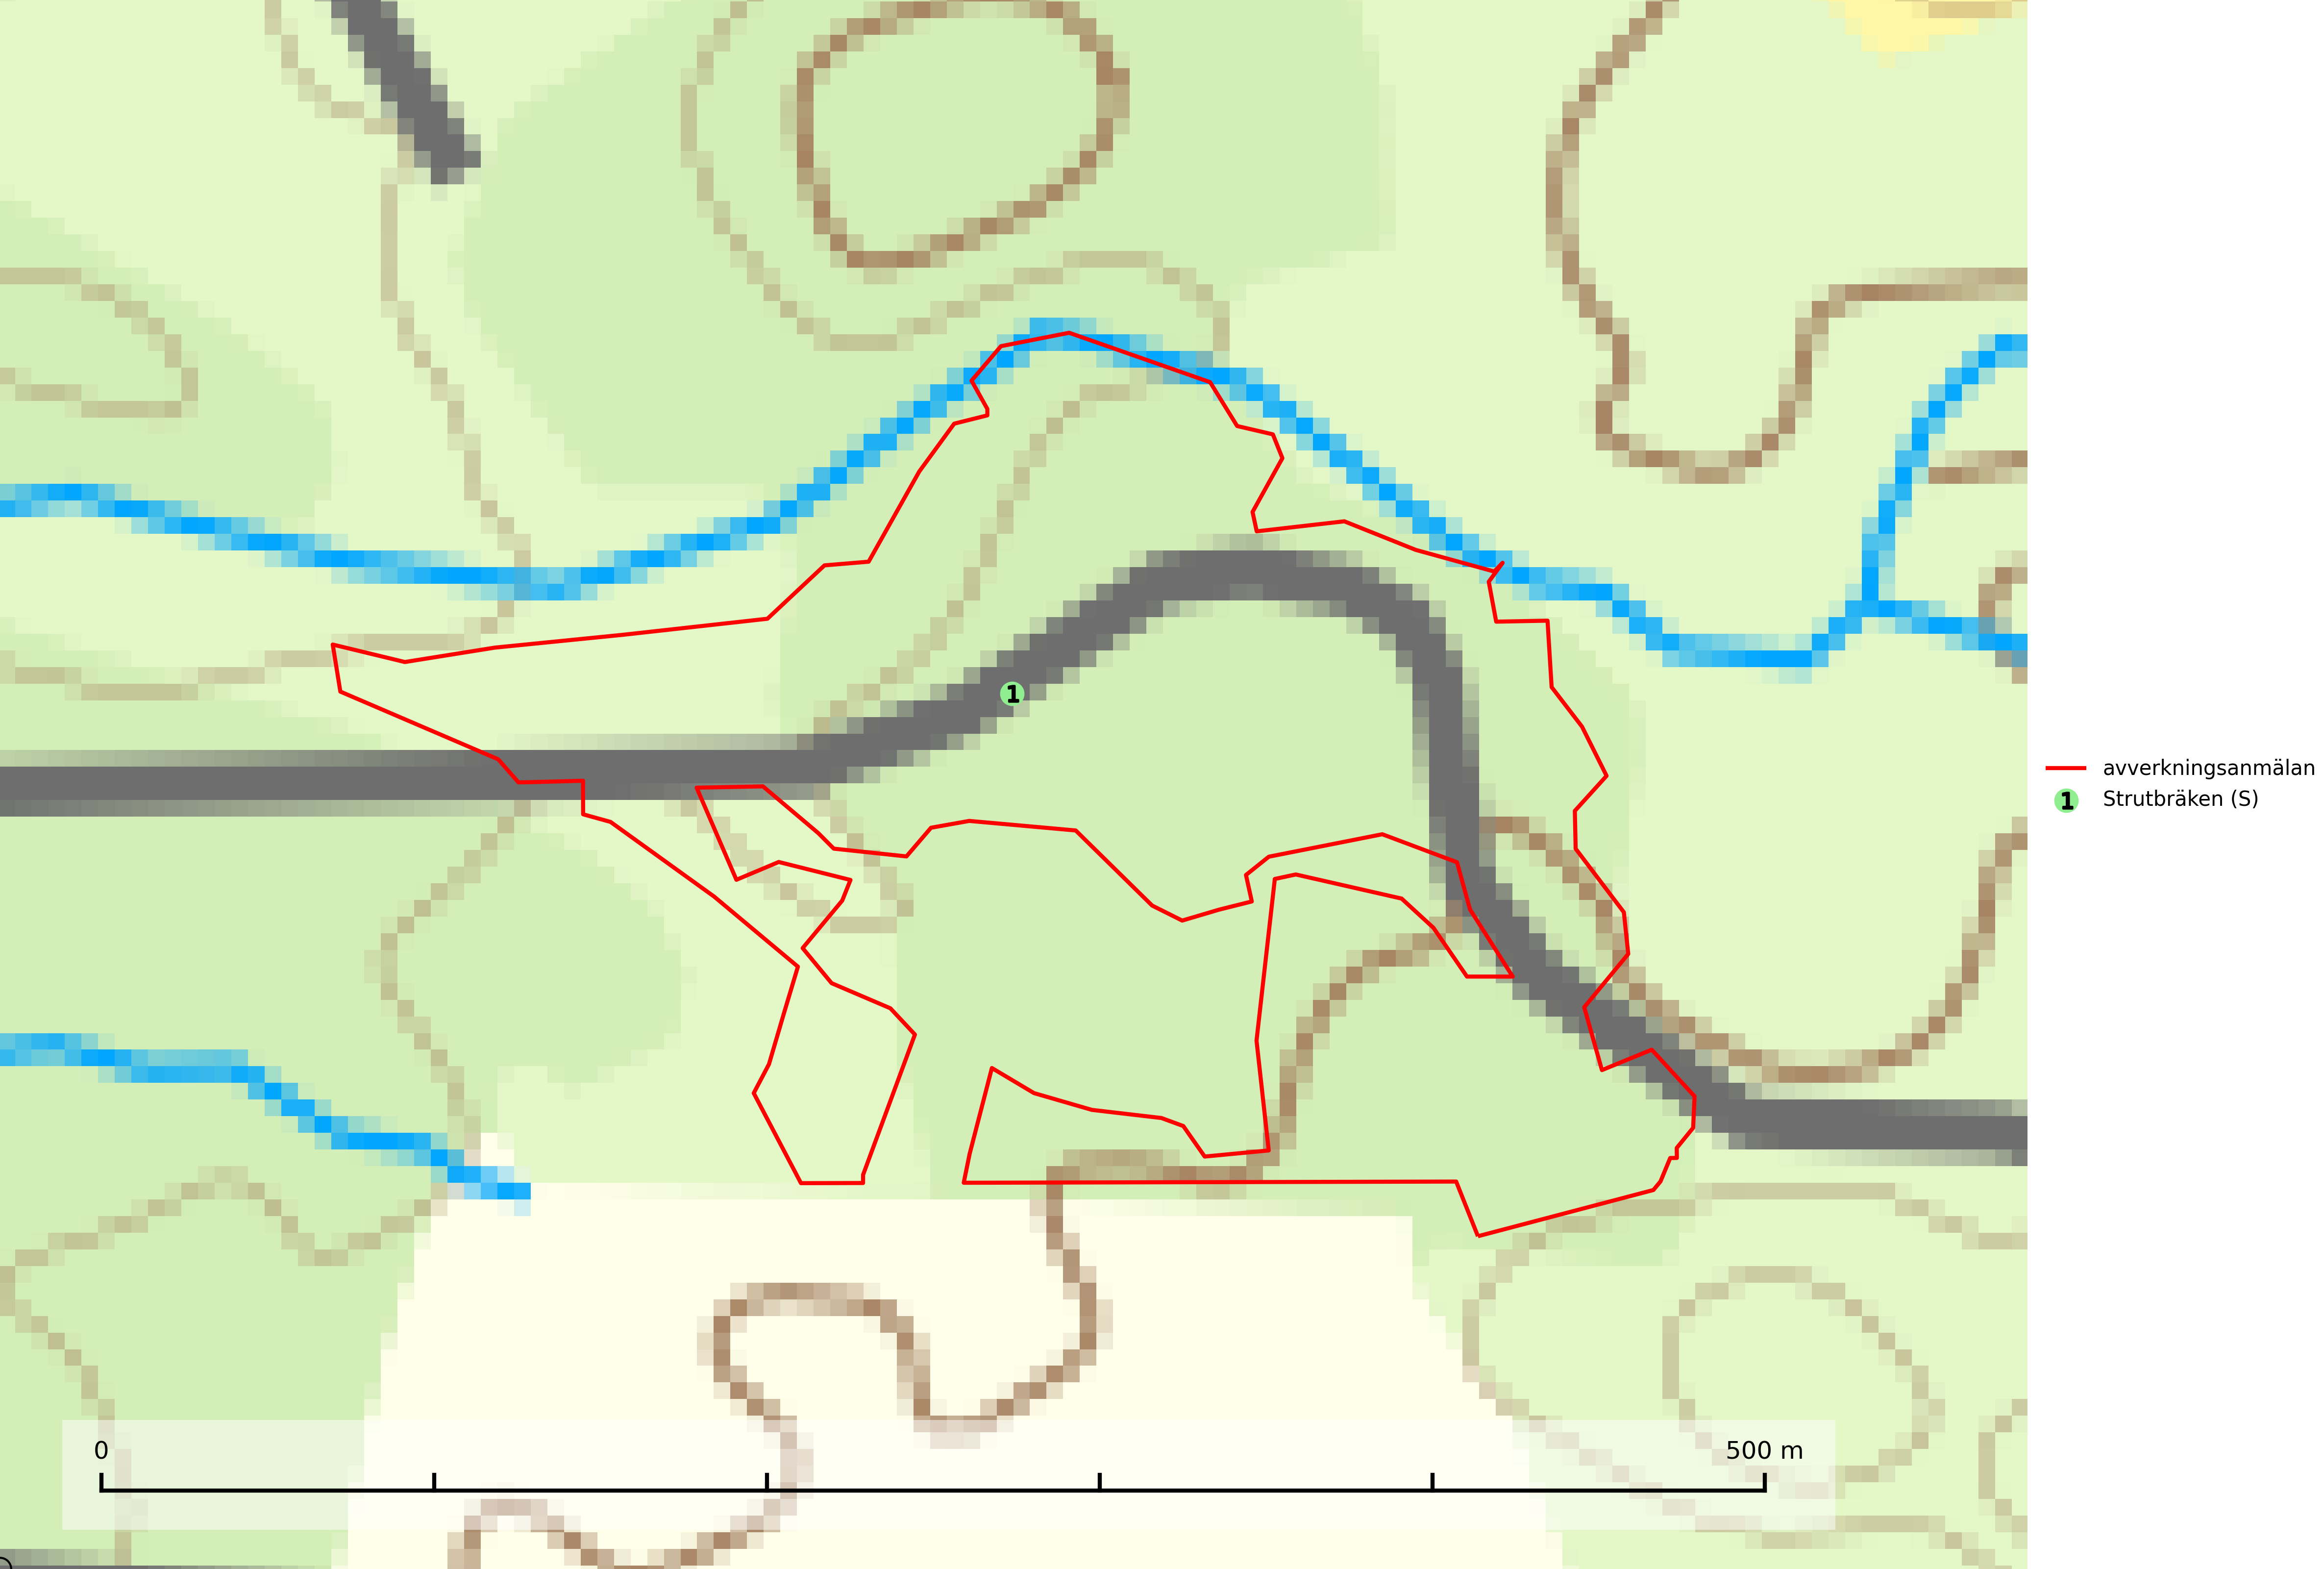 1
avverkningsanmälan
1 Strutbräken (S)
0 500 m